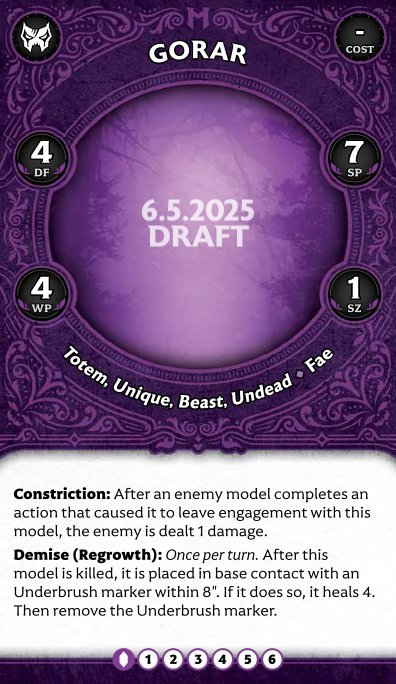 GORAR
-
COST
4
DF
7
SP
6.5.2025
DRAFT
4
WP
1
SZ
Totem, Unique, Beast, Undead ⬥ Fae
Constriction: After an enemy model completes an
action that caused it to leave engagement with this
model, the enemy is dealt 1 damage.
Demise (Regrowth): Once per turn. After this
model is killed, it is placed in base contact with an
Underbrush marker within 8". If it does so, it heals 4.
Then remove the Underbrush marker.
1 2 3 4 5 6